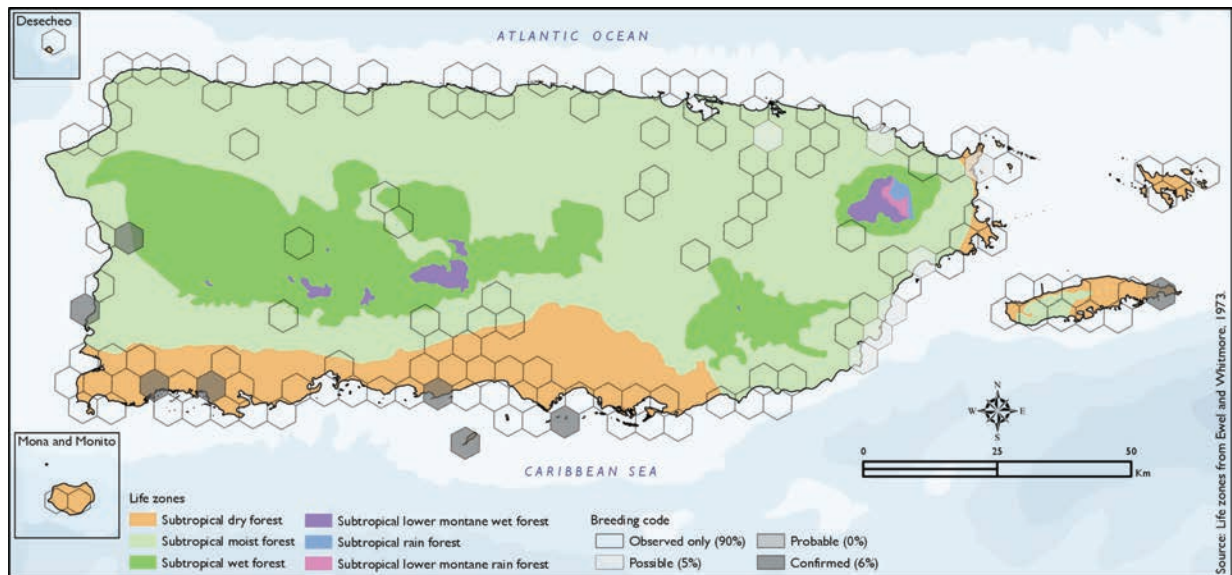 Desecheo
ATLANTIC OCEAN
N
W E
S
0 25 50
Km
CARIBBEAN SEA
Mona and Monito
Life zones
Subtropical dry forest
Subtropical moist forest
Subtropical wet forest
Subtropical lower montane wet forest
Subtropical rain forest
Subtropical lower montane rain forest
Breeding code
Observed only (90%)
Possible (5%)
Probable (0%)
Confirmed (6%)
Source: Life zones from Ewel and Whitmore, 1973.